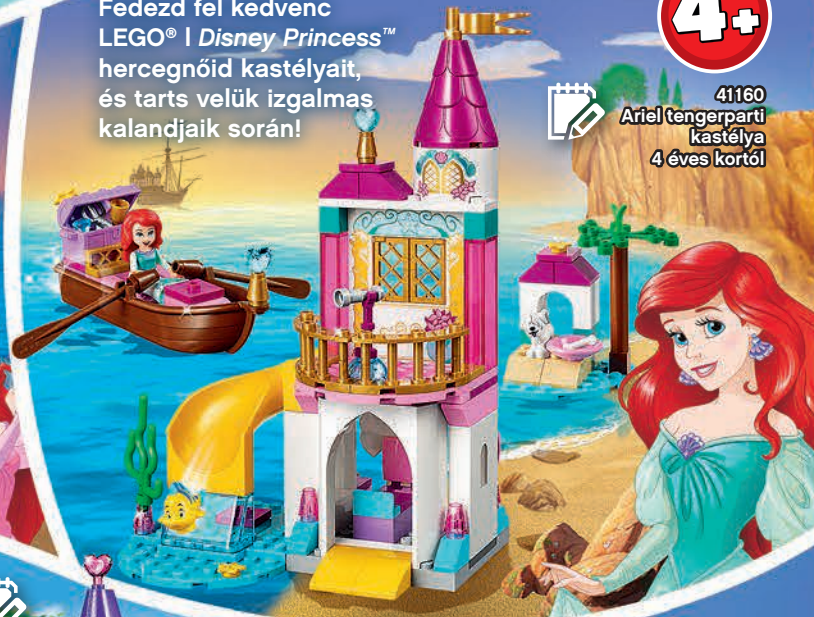 Fedezd fel kedvenc
LEGO® | Disney Princess™
hercegnőid kastélyait,
és tarts velük izgalmas
kalandjaik során!
4+
41160
Ariel tengerparti
kastélya
4 éves kortól